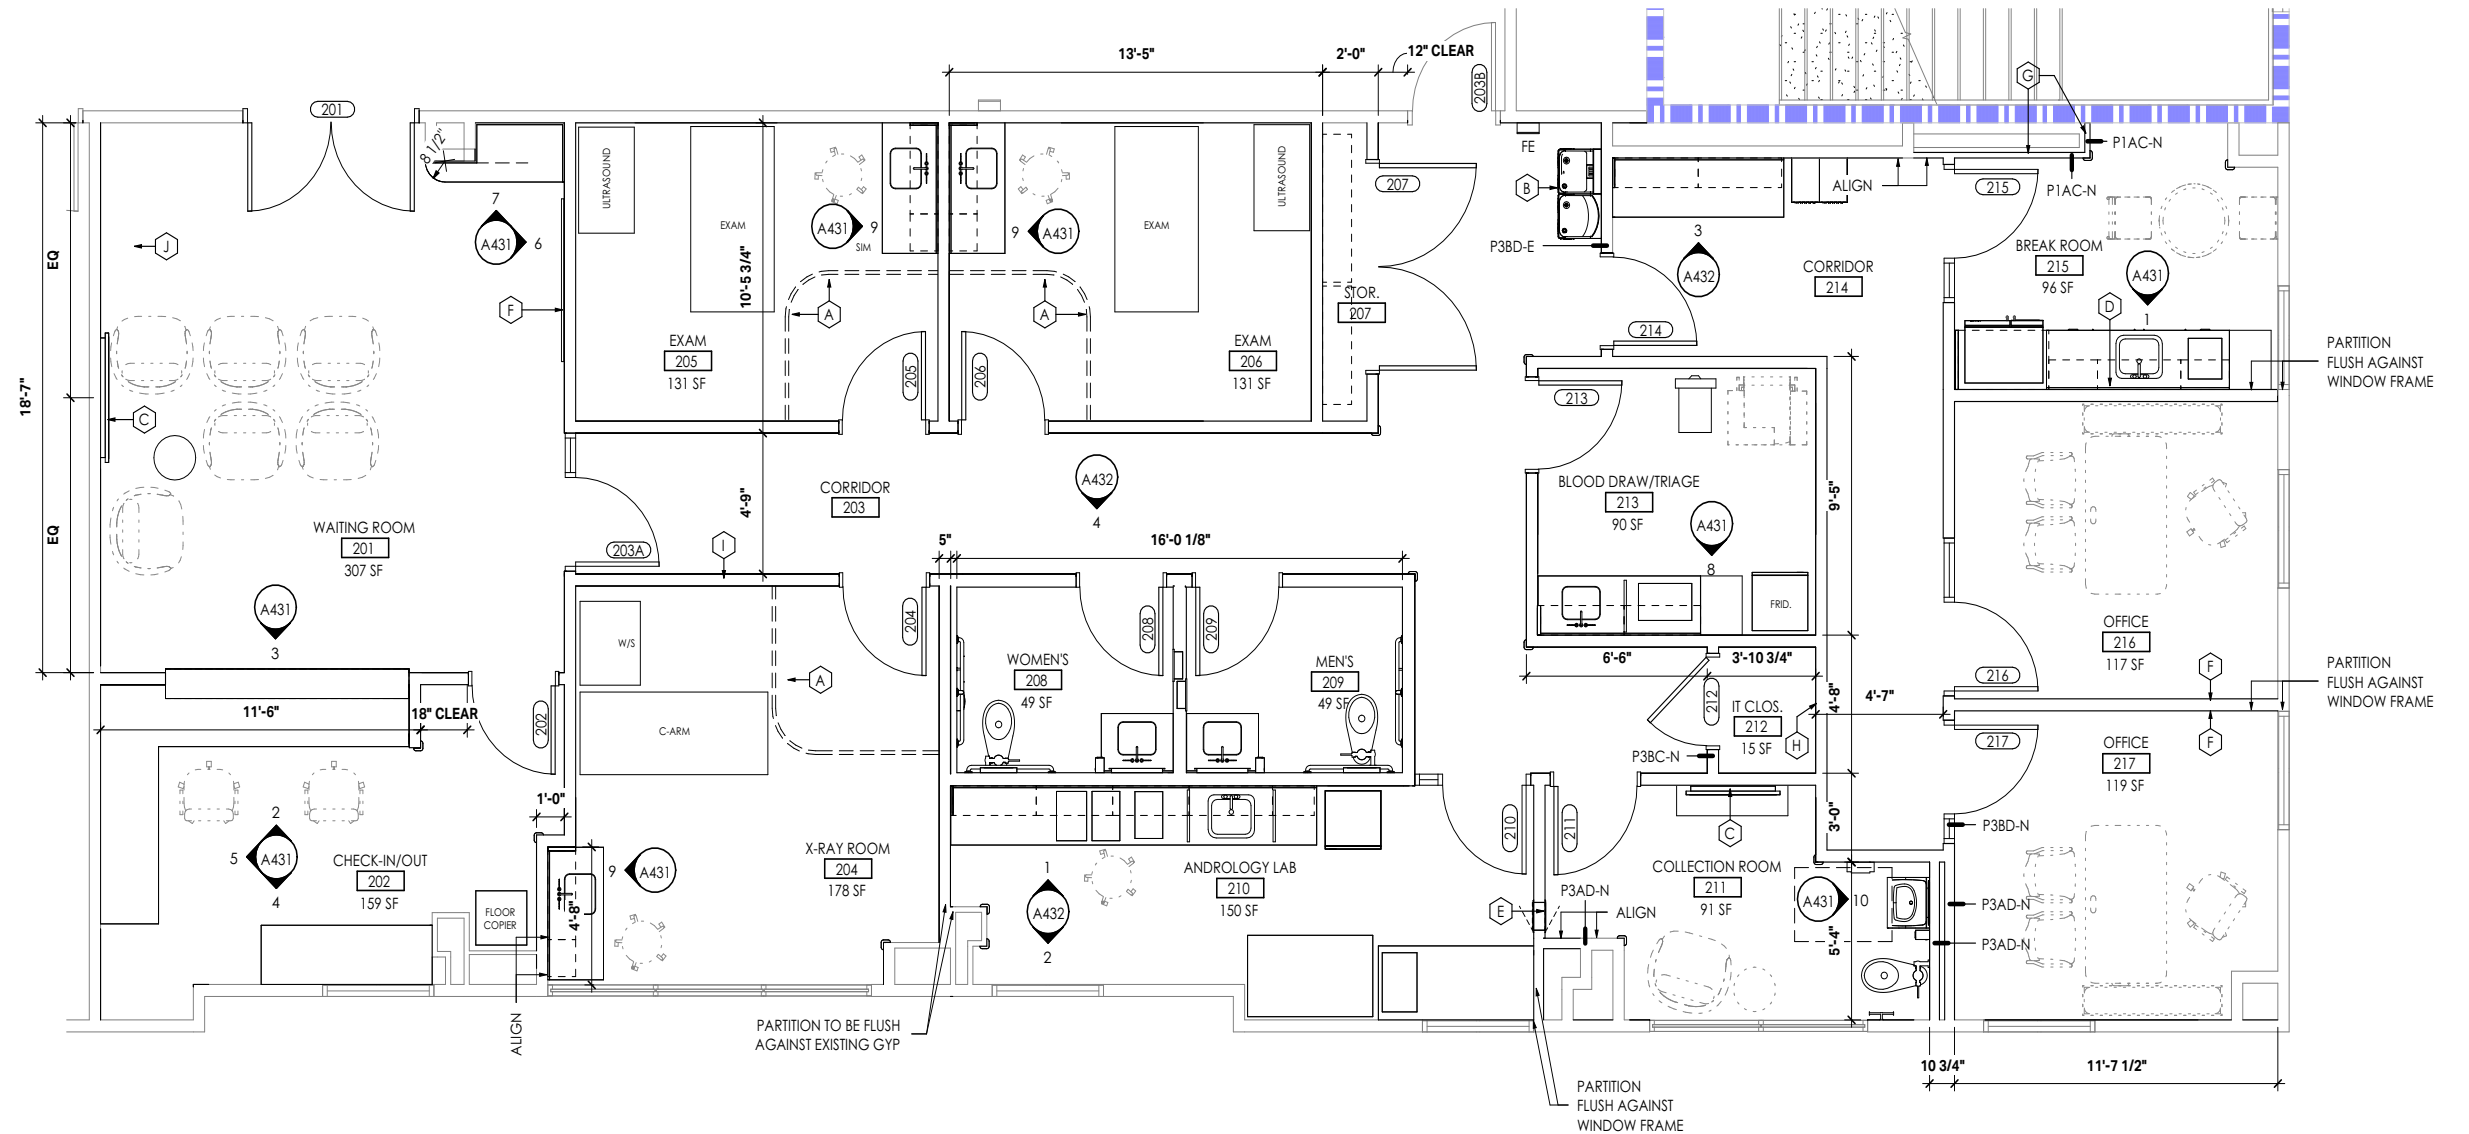 13'-5"
2'-0"
12" CLEAR
203B
G
201
8 1/2"
FE
P1AC-N
P1AC-N
ULTRASOUND
EXAM
A431
9
SIM
9
A431
EXAM
ULTRASOUND
207
B
ALIGN
215
EQ
J
7
A431
6
P3BD-E
3
A432
CORRIDOR
214
BREAK ROOM
215
96 SF
A431
1
D
10'-5 3/4"
F
A
A
STOR.
207
214
EXAM
205
131 SF
205
206
EXAM
206
131 SF
PARTITION
FLUSH AGAINST
WINDOW FRAME
18'-7"
C
213
CORRIDOR
203
A432
4
4'-9"
BLOOD DRAW/TRIAGE
213
90 SF
A431
8
9'-5"
WAITING ROOM
201
307 SF
EQ
203A
I
5"
16'-0 1/8"
A431
3
W/S
204
208
209
FRID.
OFFICE
216
117 SF
216
F
PARTITION
FLUSH AGAINST
WINDOW FRAME
A
WOMEN'S
208
49 SF
MEN'S
209
49 SF
6'-6"
3'-10 3/4"
4'-8"
4'-7"
212
IT CLOS.
212
15 SF
H
P3BC-N
11'-6"
18" CLEAR
202
C-ARM
217
OFFICE
217
119 SF
F
1'-0"
2
5
A431
4
CHECK-IN/OUT
202
159 SF
FLOOR
COPIER
4'-8"
9
A431
X-RAY ROOM
204
178 SF
1
A432
2
ANDROLOGY LAB
210
150 SF
210
211
C
3'-0"
P3BD-N
COLLECTION ROOM
211
91 SF
A431
10
P3AD-N
E
ALIGN
P3AD-N
P3AD-N
5'-4"
ALIGN
PARTITION TO BE FLUSH
AGAINST EXISTING GYP
10 3/4"
11'-7 1/2"
PARTITION
FLUSH AGAINST
WINDOW FRAME